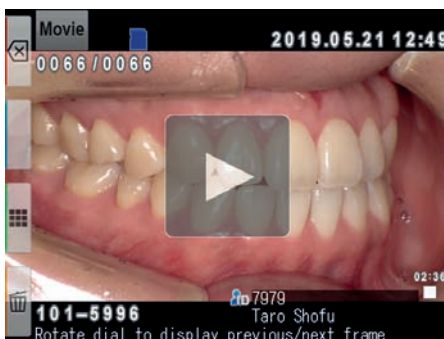 Movie
2019.05.21 12:49
0066/0066
02:36
ID 7979
Taro Shofu
101-5996
Rotate dial to display previous/next frame